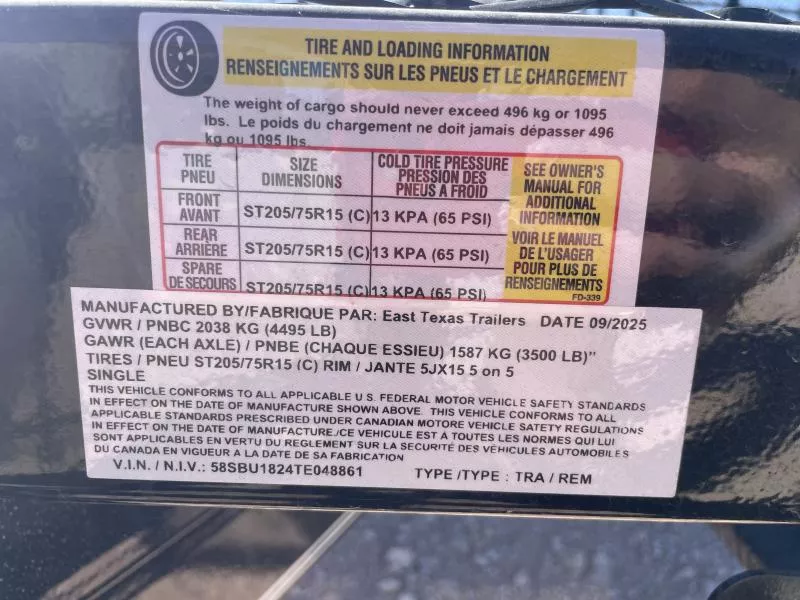 TIRE AND LOADING INFORMATION
RENSEIGNEMENTS SUR LES PNEUS ET LE CHARGEMENT
The weight of cargo should never exceed 496 kg or 1095
lbs. Le poids du chargement ne doit jamais dépasser 496
kg ou 1095 lbs.
TIRE
PNEU
SIZE
DIMENSIONS
COLD TIRE PRESSURE
PRESSION DES
PNEUS A FROID
SEE OWNER'S
MANUAL FOR
ADDITIONAL
INFORMATION
VOIR LE MANUEL
DE L'USAGER
POUR PLUS DE
RENSEIGNEMENTS
FRONT
AVANT
ST205/75R15 (C)
13 KPA (65 PSI)
REAR
ARRIÈRE
ST205/75R15 (C)
13 KPA (65 PSI)
SPARE
DE SECOURS
ST205/75R15 (C)
13 KPA (65 PSI)
FD-339
MANUFACTURED BY/FABRIQUE PAR: East Texas Trailers DATE 09/2025
GVWR / PNBC 2038 KG (4495 LB)
GAWR (EACH AXLE) / PNBE (CHAQUE ESSIEU) 1587 KG (3500 LB)"
TIRES / PNEU ST205/75R15 (C) RIM / JANTE 5JX15 5 on 5
SINGLE
THIS VEHICLE CONFORMS TO ALL APPLICABLE U.S. FEDERAL MOTOR VEHICLE SAFETY STANDARDS
IN EFFECT ON THE DATE OF MANUFACTURE SHOWN ABOVE. THIS VEHICLE CONFORMS TO ALL
APPLICABLE STANDARDS PRESCRIBED UNDER CANADIAN MOTOREE VEHICLE SAFETY REGULATIONS
IN EFFECT ON THE DATE OF MANUFACTURE./CE VEHICULE EST À TOUTES LES NORMES QUI LUI
SONT APPLICABLES EN VERTU DU REGLEMENT SUR LA SECURITÉ DES VÉHICULES AUTOMOBILES
DU CANADA EN VIGUEUR A LA DATE DE SA FABRICATION
V.I.N. / N.I.V.: 58SBU1824TE048861 TYPE /TYPE : TRA / REM